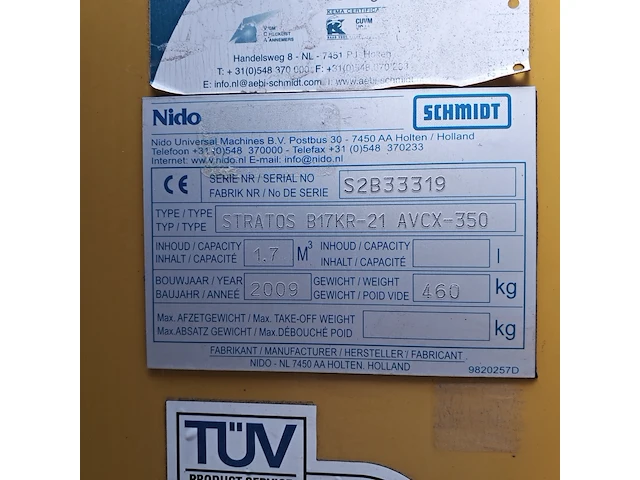 KEMA CERTIFICA
Handelsweg 8 - NL - 7451 PJ Holten
T: + 31(0)548 370 000 F: +31(0)548 370 233
E: info.nl@aebi-schmidt.com
Nido
SCHMIDT
Nido Universal Machines B.V. Postbus 30 - 7450 AA Holten / Holland
Telefoon +31(0)548 370000 - Telefax +31 (0)548 370233
Internet: www.nido.nl E-mail: info@nido.nl
CE
SERIE NR / SERIAL NO
FABRIK NR / No DE SERIE
S2B33319
TYPE / TYPE
TYP / TYPE
STRATOS B17KR-21 AVCX-350
INHOUD / CAPACITY
INHALT / CAPACITÉ
1.7 M³
INHOUD / CAPACITY
INHALT / CAPACITÉ
l
BOUWJAAR / YEAR
BAUJAHR / ANNEÉ
2009
GEWICHT / WEIGHT
GEWICHT / POID VIDE
460 kg
Max. AFZETGEWICHT / Max. TAKE-OFF WEIGHT
Max. ABSATZ GEWICHT / Max. DÉBOUCHÉ POID
kg
FABRIKANT / MANUFACTURER / HERSTELLER / FABRICANT
NIDO - NL 7450 AA HOLTEN. HOLLAND
9820257D
TÜV
PRODUCT SERVICE